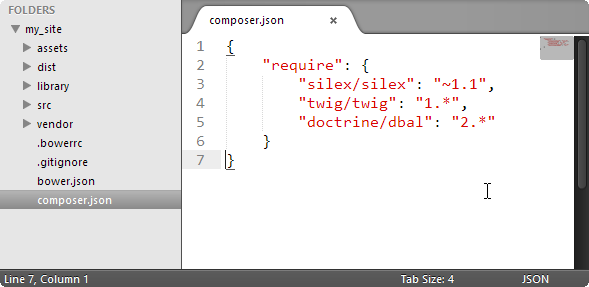 FOLDERS
my_site
assets
dist
library
src
vendor
.bowerrc
.gitignore
bower.json
composer.json
composer.json ×
1 {
2 "require": {
3 "silex/silex": "~1.1",
4 "twig/twig": "1.*",
5 "doctrine/dbal": "2.*"
6 }
7 }
Line 7, Column 1 Tab Size: 4 JSON